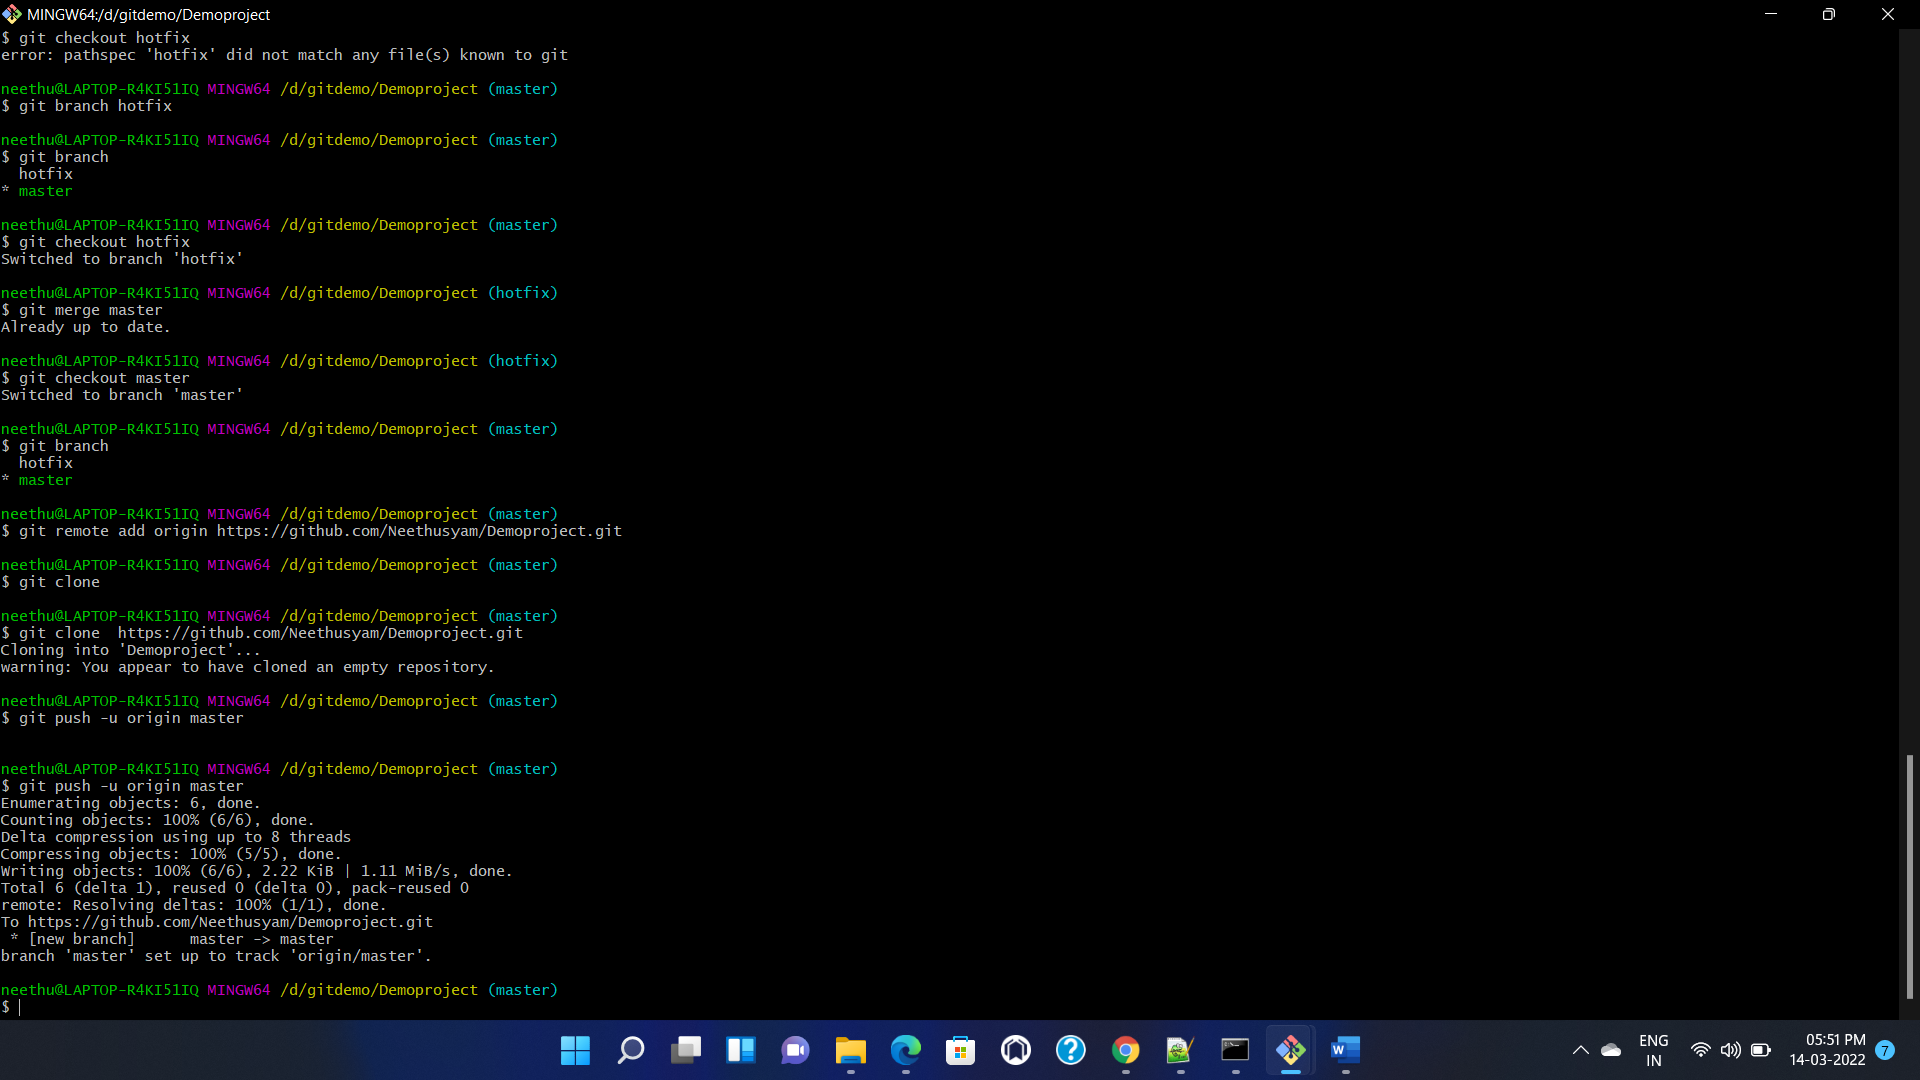 MINGW64:/d/gitdemo/Demoproject
$ git checkout hotfix
error: pathspec 'hotfix' did not match any file(s) known to git
neethu@LAPTOP-R4KI51IQ MINGW64 /d/gitdemo/Demoproject (master)
$ git branch hotfix
neethu@LAPTOP-R4KI51IQ MINGW64 /d/gitdemo/Demoproject (master)
$ git branch
  hotfix
* master
neethu@LAPTOP-R4KI51IQ MINGW64 /d/gitdemo/Demoproject (master)
$ git checkout hotfix
Switched to branch 'hotfix'
neethu@LAPTOP-R4KI51IQ MINGW64 /d/gitdemo/Demoproject (hotfix)
$ git merge master
Already up to date.
neethu@LAPTOP-R4KI51IQ MINGW64 /d/gitdemo/Demoproject (hotfix)
$ git checkout master
Switched to branch 'master'
neethu@LAPTOP-R4KI51IQ MINGW64 /d/gitdemo/Demoproject (master)
$ git branch
  hotfix
* master
neethu@LAPTOP-R4KI51IQ MINGW64 /d/gitdemo/Demoproject (master)
$ git remote add origin https://github.com/Neethusyam/Demoproject.git
neethu@LAPTOP-R4KI51IQ MINGW64 /d/gitdemo/Demoproject (master)
$ git clone
neethu@LAPTOP-R4KI51IQ MINGW64 /d/gitdemo/Demoproject (master)
$ git clone  https://github.com/Neethusyam/Demoproject.git
Cloning into 'Demoproject'...
warning: You appear to have cloned an empty repository.
neethu@LAPTOP-R4KI51IQ MINGW64 /d/gitdemo/Demoproject (master)
$ git push -u origin master
neethu@LAPTOP-R4KI51IQ MINGW64 /d/gitdemo/Demoproject (master)
$ git push -u origin master
Enumerating objects: 6, done.
Counting objects: 100% (6/6), done.
Delta compression using up to 8 threads
Compressing objects: 100% (5/5), done.
Writing objects: 100% (6/6), 2.22 KiB | 1.11 MiB/s, done.
Total 6 (delta 1), reused 0 (delta 0), pack-reused 0
remote: Resolving deltas: 100% (1/1), done.
To https://github.com/Neethusyam/Demoproject.git
 * [new branch]      master -> master
branch 'master' set up to track 'origin/master'.
neethu@LAPTOP-R4KI51IQ MINGW64 /d/gitdemo/Demoproject (master)
$
ENG
IN
05:51 PM
14-03-2022
7